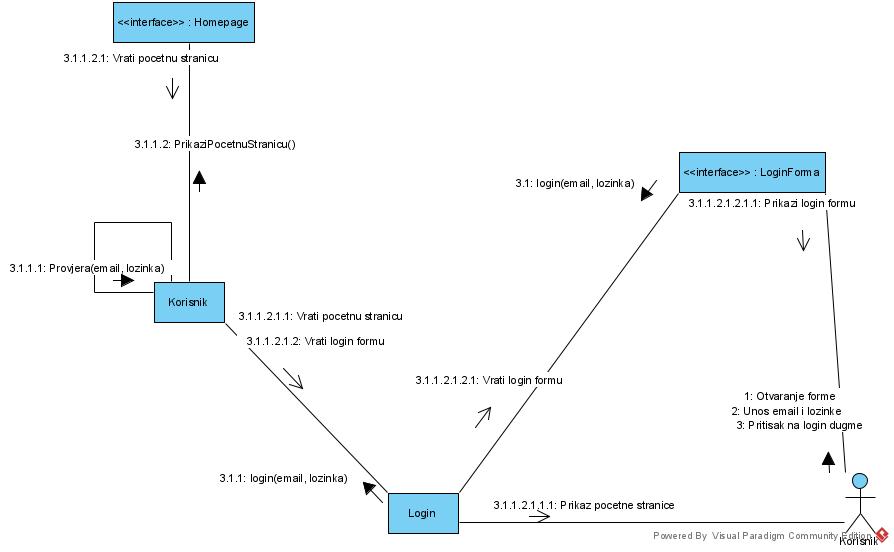 <<interface>> : Homepage
3.1.1.2.1: Vrati pocetnu stranicu
3.1.1.2: PrikaziPocetnuStranicu()
<<interface>> : LoginForma
3.1: login(email, lozinka)
3.1.1.2.1.2.1.1: Prikazi login formu
3.1.1.1: Provjera(email, lozinka)
Korisnik
3.1.1.2.1.1: Vrati pocetnu stranicu
3.1.1.2.1.2: Vrati login formu
3.1.1.2.1.2.1: Vrati login formu
1: Otvaranje forme
2: Unos email i lozinke
3: Pritisak na login dugme
3.1.1: login(email, lozinka)
Login
3.1.1.2.1.1.1: Prikaz pocetne stranice
Powered By Visual Paradigm Community Edition
Korisnik